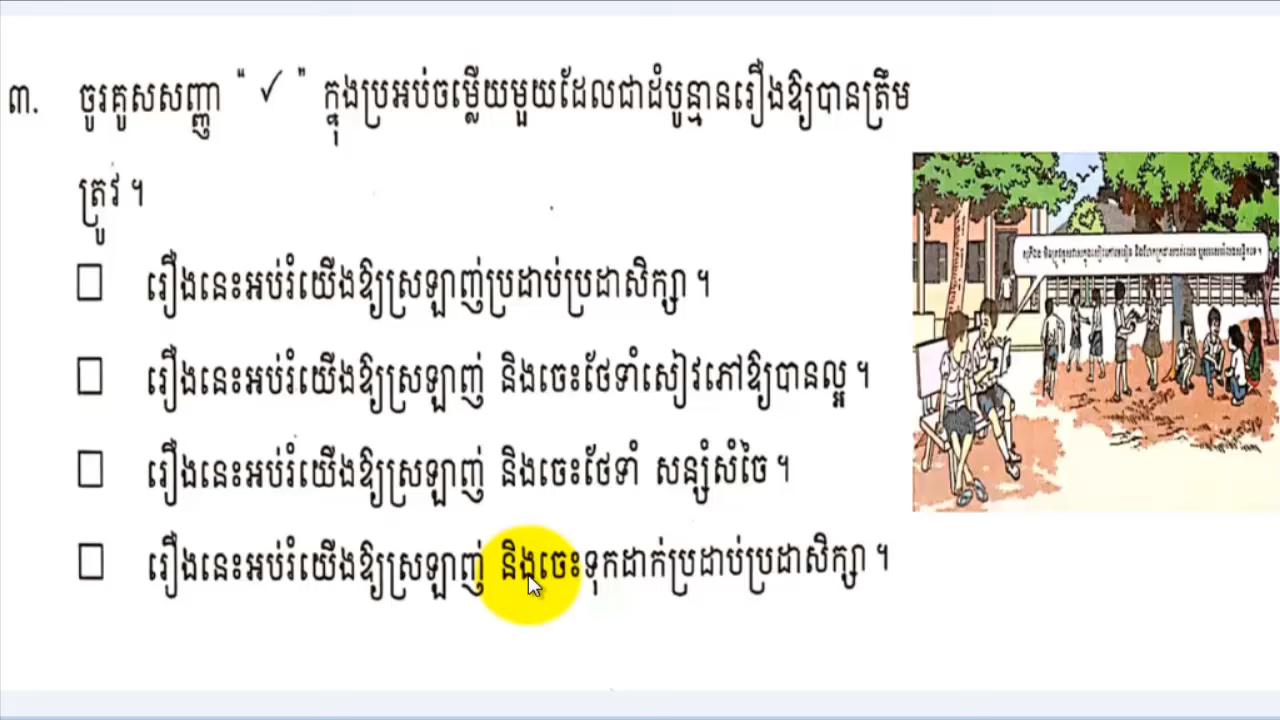 ៣. ចូរគូសសញ្ញា "✓" ក្នុងប្រអប់ចម្លើយមួយដែលជាដំបូន្មានរឿងឱ្យបានត្រឹម
ត្រូវ ។
□ រឿងនេះអប់រំយើងឱ្យស្រឡាញ់ប្រដាប់ប្រដាសិក្សា ។
□ រឿងនេះអប់រំយើងឱ្យស្រឡាញ់ និងចេះថែទាំសៀវភៅឱ្យបានល្អ ។
□ រឿងនេះអប់រំយើងឱ្យស្រឡាញ់ និងចេះថែទាំ សន្សំសំចៃ ។
□ រឿងនេះអប់រំយើងឱ្យស្រឡាញ់ និងចេះទុកដាក់ប្រដាប់ប្រដាសិក្សា ។